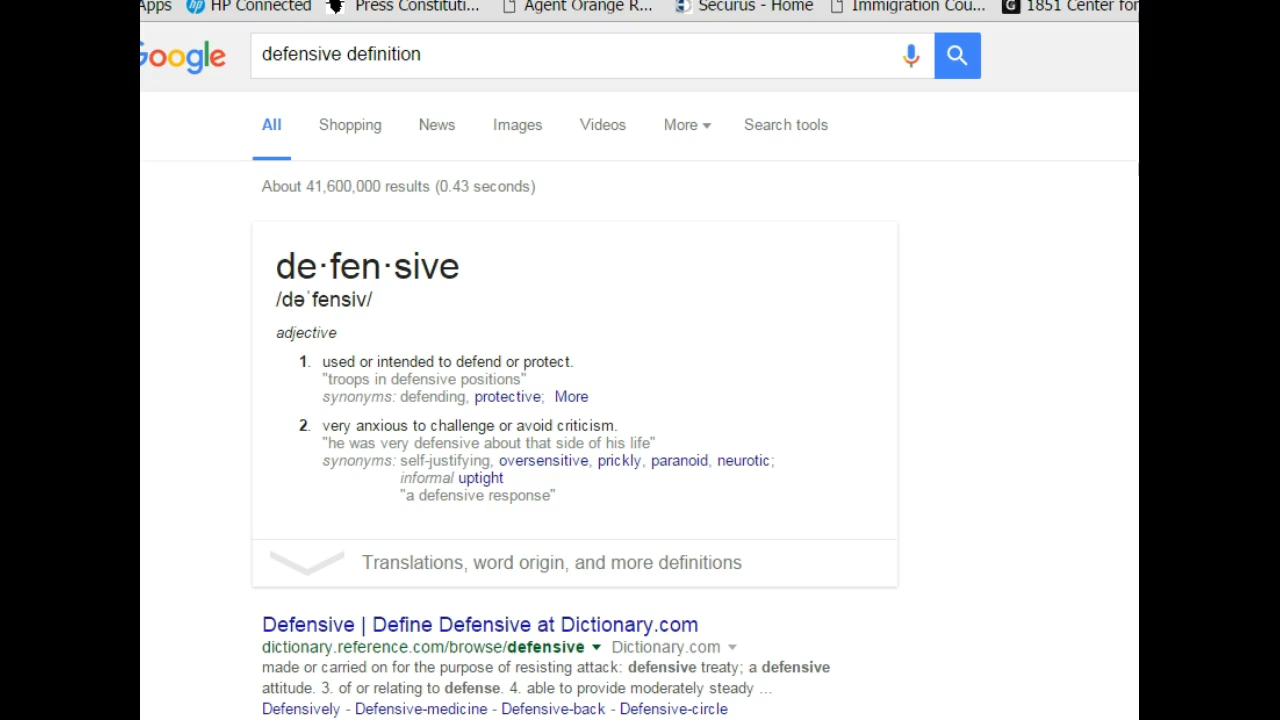 Apps HP Connected Press Constituti... Agent Orange R... Securus - Home Immigration Cou... 1851 Center for
Google defensive definition
All Shopping News Images Videos More Search tools
About 41,600,000 results (0.43 seconds)
de·fen·sive
/dəˈfensiv/
adjective
1. used or intended to defend or protect.
"troops in defensive positions"
synonyms: defending, protective; More
2. very anxious to challenge or avoid criticism.
"he was very defensive about that side of his life"
synonyms: self-justifying, oversensitive, prickly, paranoid, neurotic;
informal uptight
"a defensive response"
Translations, word origin, and more definitions
Defensive | Define Defensive at Dictionary.com
dictionary.reference.com/browse/defensive Dictionary.com
made or carried on for the purpose of resisting attack: defensive treaty; a defensive
attitude. 3. of or relating to defense. 4. able to provide moderately steady ...
Defensively - Defensive-medicine - Defensive-back - Defensive-circle